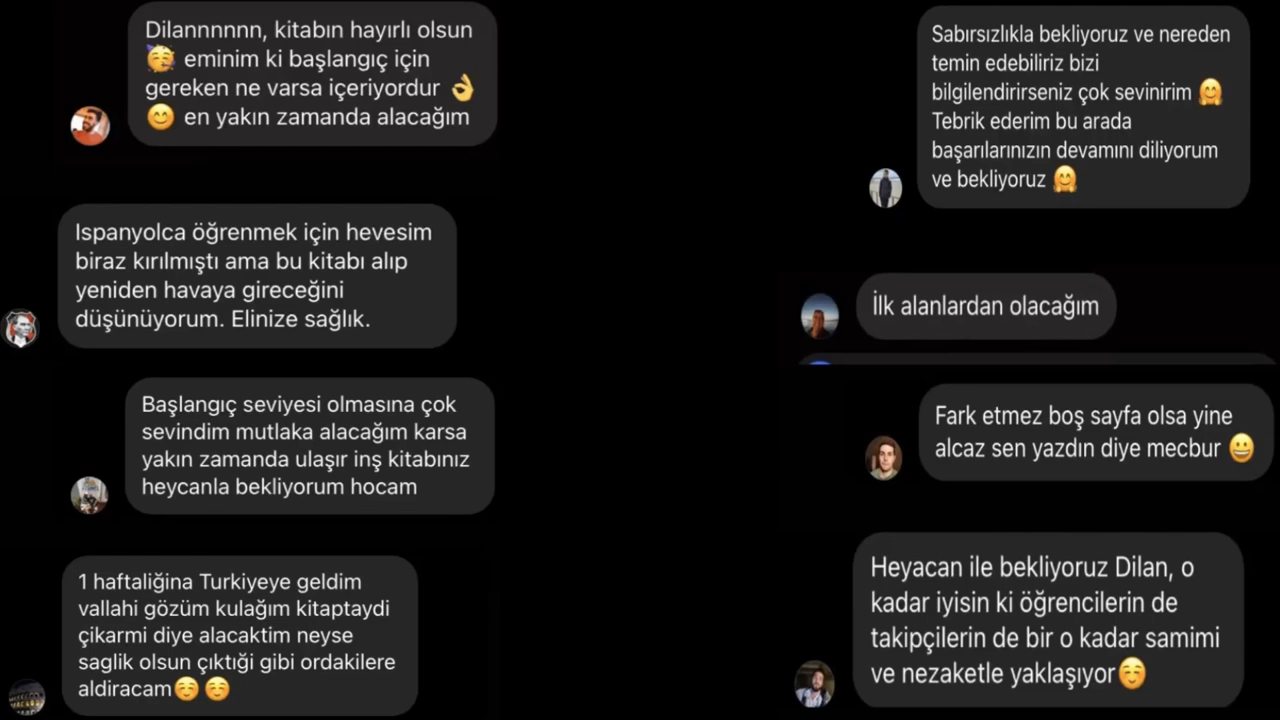 Dilannnnnn, kitabın hayırlı olsun
🥳 eminim ki başlangıç için
gereken ne varsa içeriyordur 👌
😊 en yakın zamanda alacağım
Ispanyolca öğrenmek için hevesim
biraz kırılmıştı ama bu kitabı alıp
yeniden havaya gireceğini
düşünüyorum. Elinize sağlık.
Başlangıç seviyesi olmasına çok
sevindim mutlaka alacağım karsa
yakın zamanda ulaşır inş kitabınız
heycanla bekliyorum hocam
1 haftaliğina Turkiyeye geldim
vallahi gözüm kulağım kitaptaydi
çikarmi diye alacaktim neyse
saglik olsun çıktıği gibi ordakilere
aldiracam☺️☺️
Sabırsızlıkla bekliyoruz ve nereden
temin edebiliriz bizi
bilgilendirirseniz çok sevinirim 🤗
Tebrik ederim bu arada
başarılarınızın devamını diliyorum
ve bekliyoruz 🤗
İlk alanlardan olacağım
Fark etmez boş sayfa olsa yine
alcaz sen yazdın diye mecbur 😀
Heyacan ile bekliyoruz Dilan, o
kadar iyisin ki öğrencilerin de
takipçilerin de bir o kadar samimi
ve nezaketle yaklaşıyor☺️